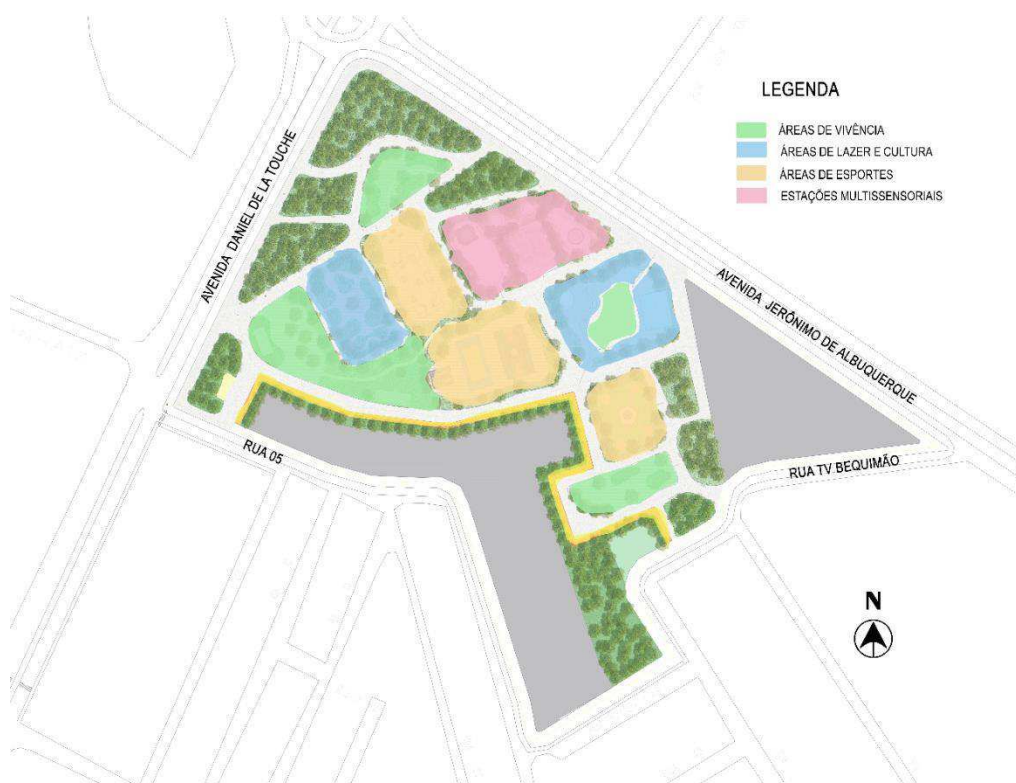 LEGENDA
ÁREAS DE VIVÊNCIA
ÁREAS DE LAZER E CULTURA
ÁREAS DE ESPORTES
ESTAÇÕES MULTISSENSORIAIS
AVENIDA DANIEL DE LA TOUCHE
AVENIDA JERÔNIMO DE ALBUQUERQUE
RUA 05
RUA TV BEQUIMÃO
N